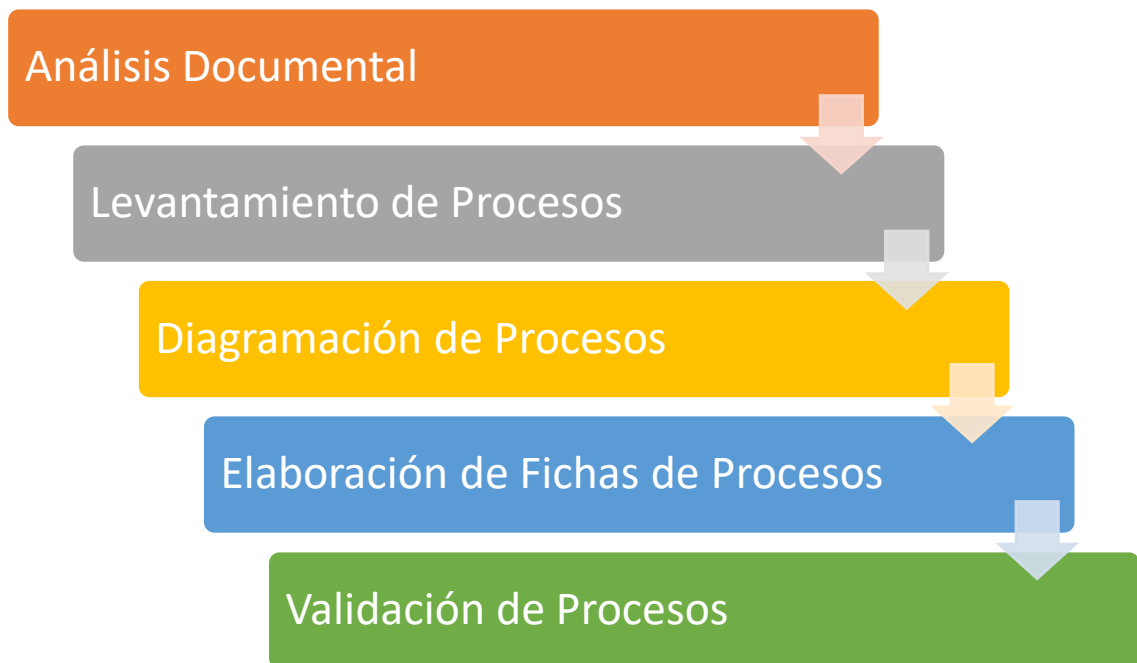 Análisis Documental
Levantamiento de Procesos
Diagramación de Procesos
Elaboración de Fichas de Procesos
Validación de Procesos